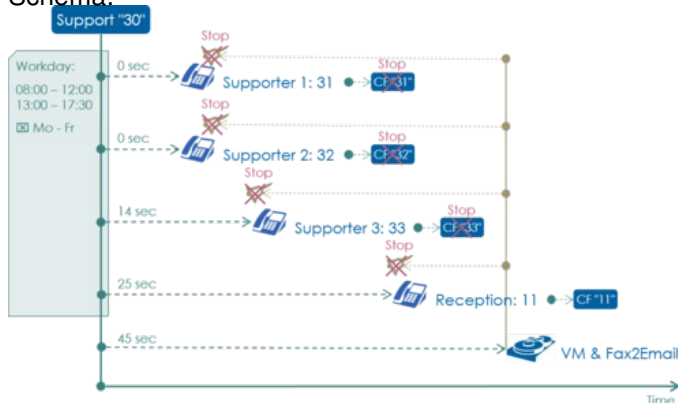 Schema:
Support "30"
Workday:
08:00 – 12:00
13:00 – 17:30
Mo - Fr
Stop
0 sec
Supporter 1: 31
Stop
CF "31"
Stop
0 sec
Supporter 2: 32
Stop
CF "32"
Stop
14 sec
Supporter 3: 33
Stop
CF "33"
Stop
25 sec
Reception: 11
CF "11"
45 sec
VM & Fax2Email
Time